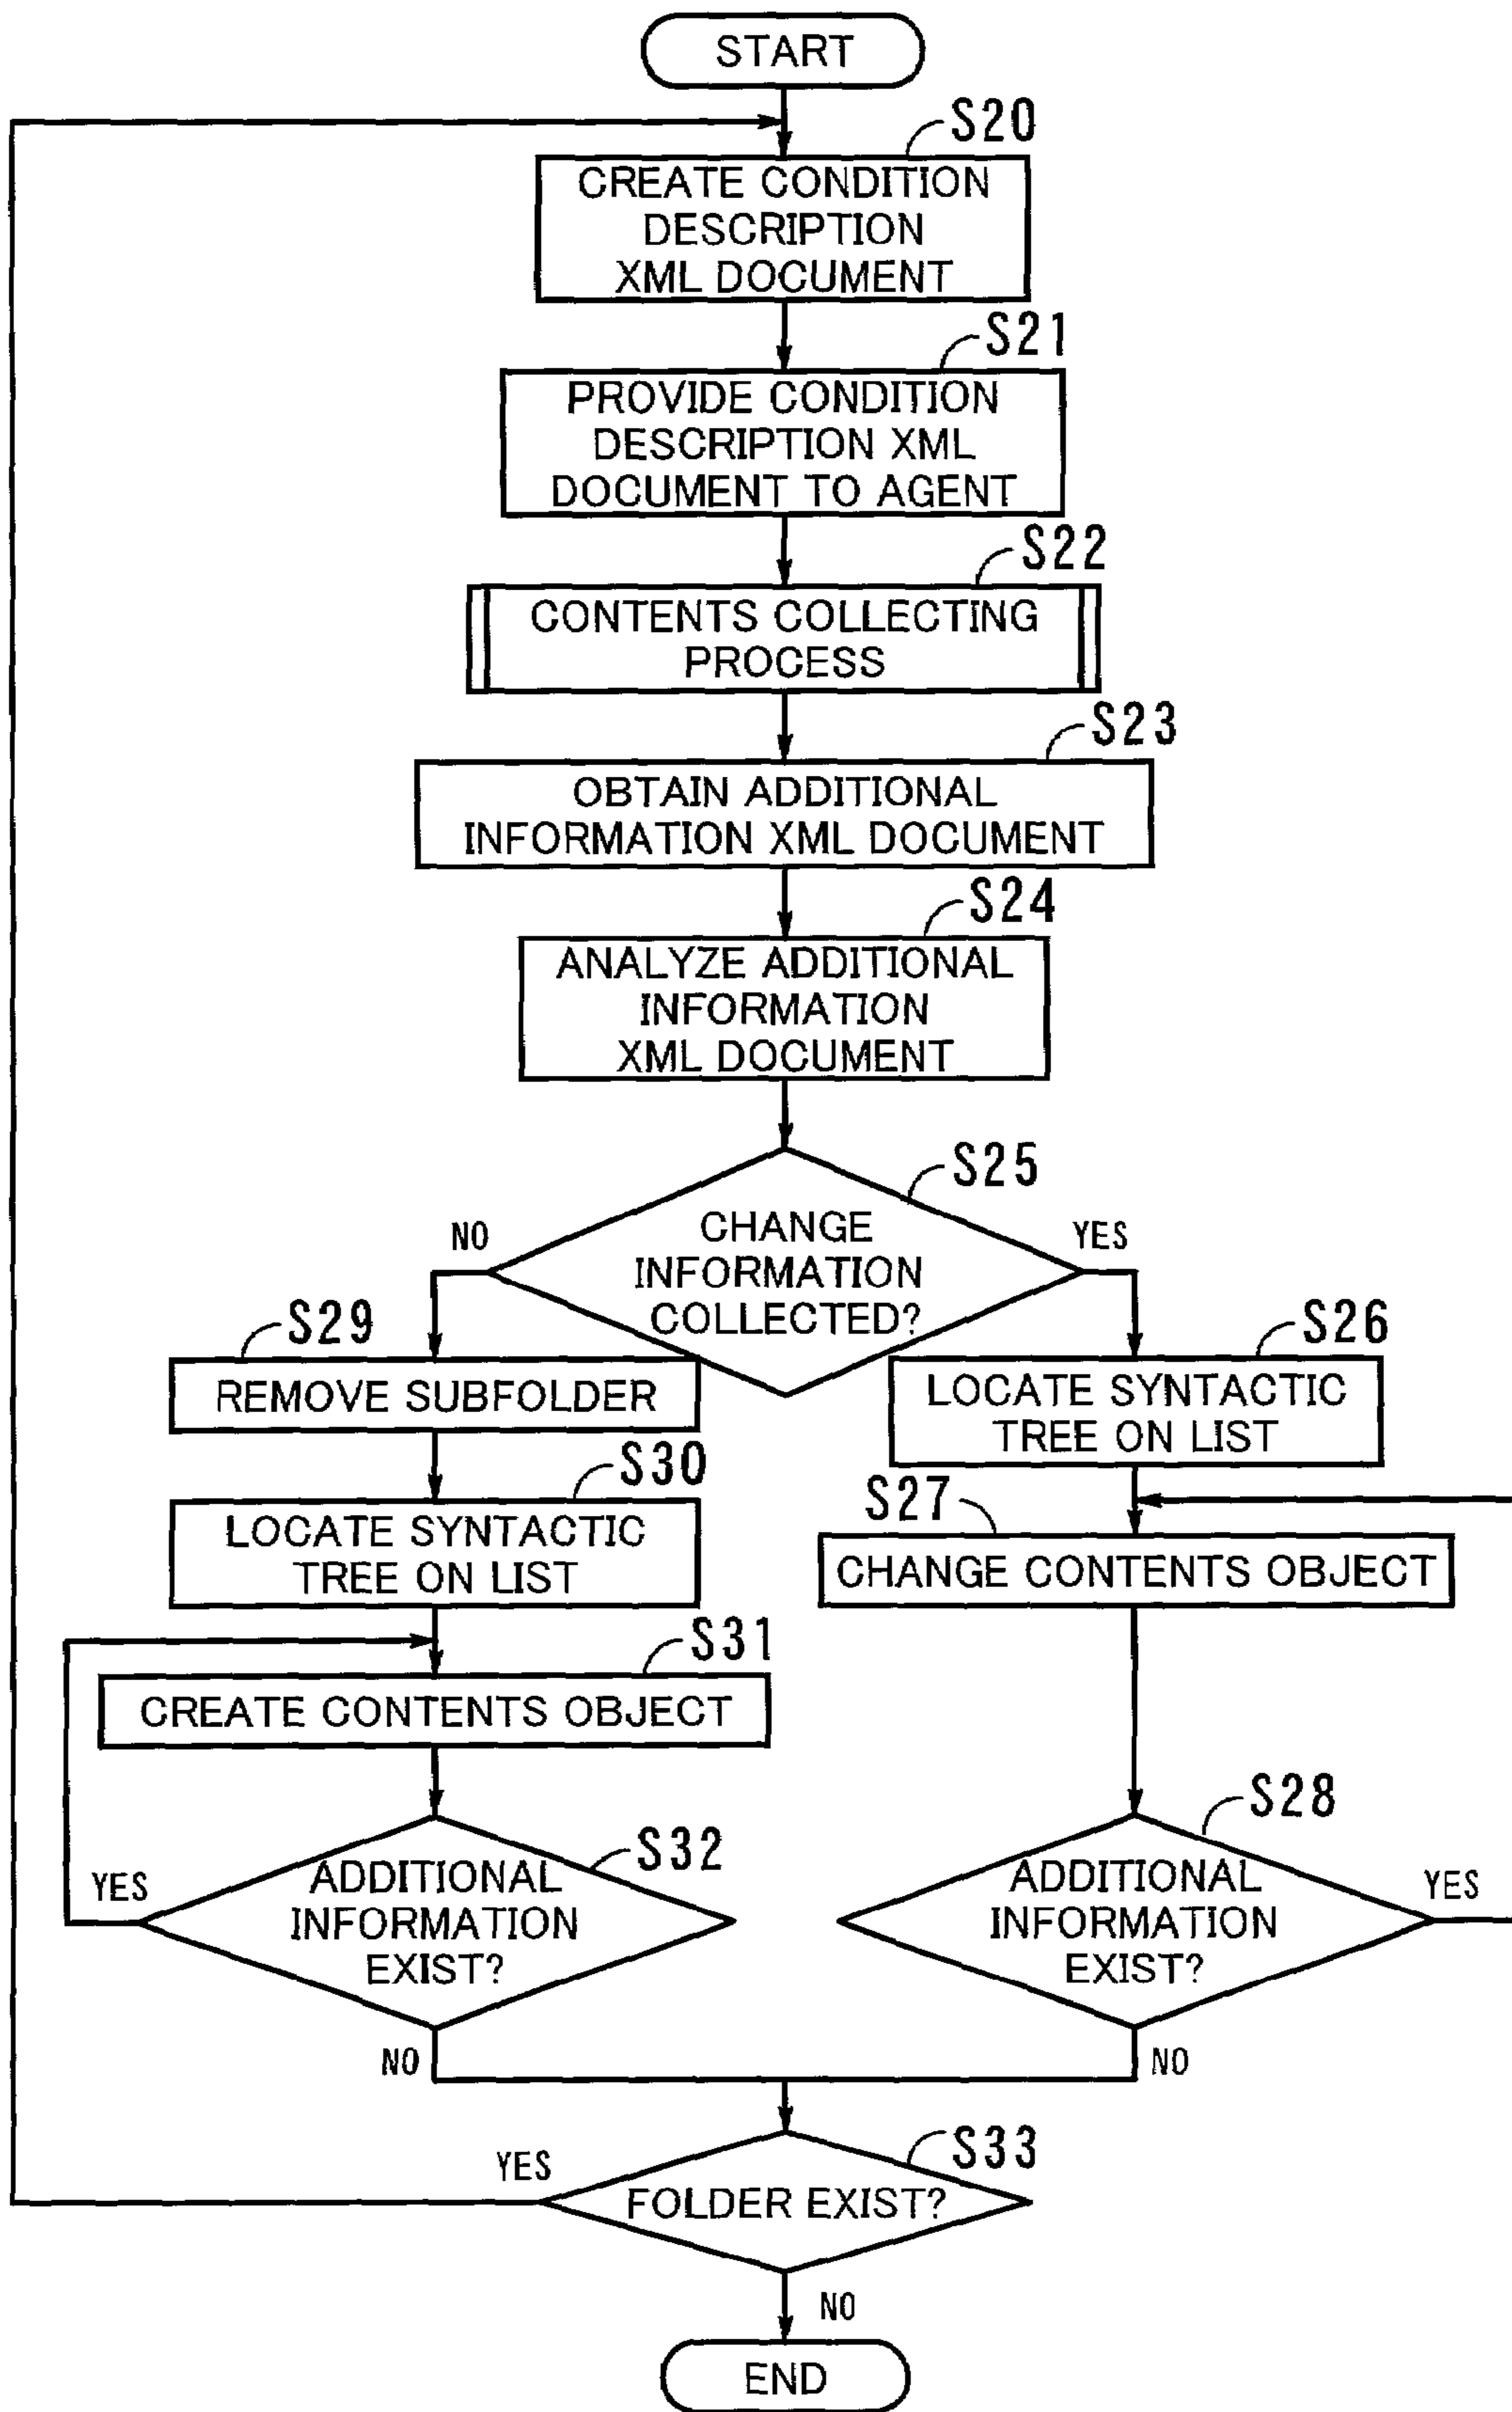 START
S20
CREATE CONDITION
DESCRIPTION
XML DOCUMENT
S21
PROVIDE CONDITION
DESCRIPTION XML
DOCUMENT TO AGENT
S22
CONTENTS COLLECTING
PROCESS
S23
OBTAIN ADDITIONAL
INFORMATION XML DOCUMENT
S24
ANALYZE ADDITIONAL
INFORMATION
XML DOCUMENT
S25
NO
CHANGE
INFORMATION
COLLECTED?
YES
S29
REMOVE SUBFOLDER
S30
LOCATE SYNTACTIC
TREE ON LIST
S31
CREATE CONTENTS OBJECT
S32
YES
ADDITIONAL
INFORMATION
EXIST?
NO
S26
LOCATE SYNTACTIC
TREE ON LIST
S27
CHANGE CONTENTS OBJECT
S28
ADDITIONAL
INFORMATION
EXIST?
YES
NO
S33
YES
FOLDER EXIST?
NO
END